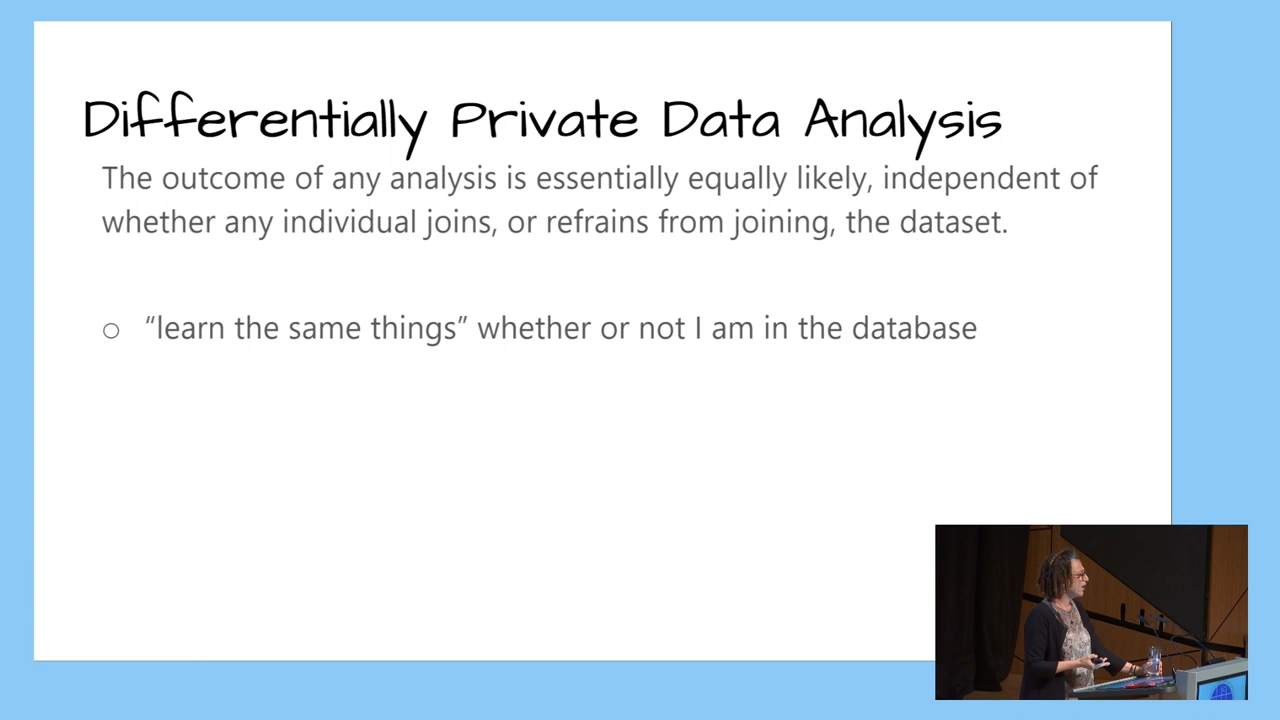 Differentially Private Data Analysis
The outcome of any analysis is essentially equally likely, independent of
whether any individual joins, or refrains from joining, the dataset.
○ “learn the same things” whether or not I am in the database